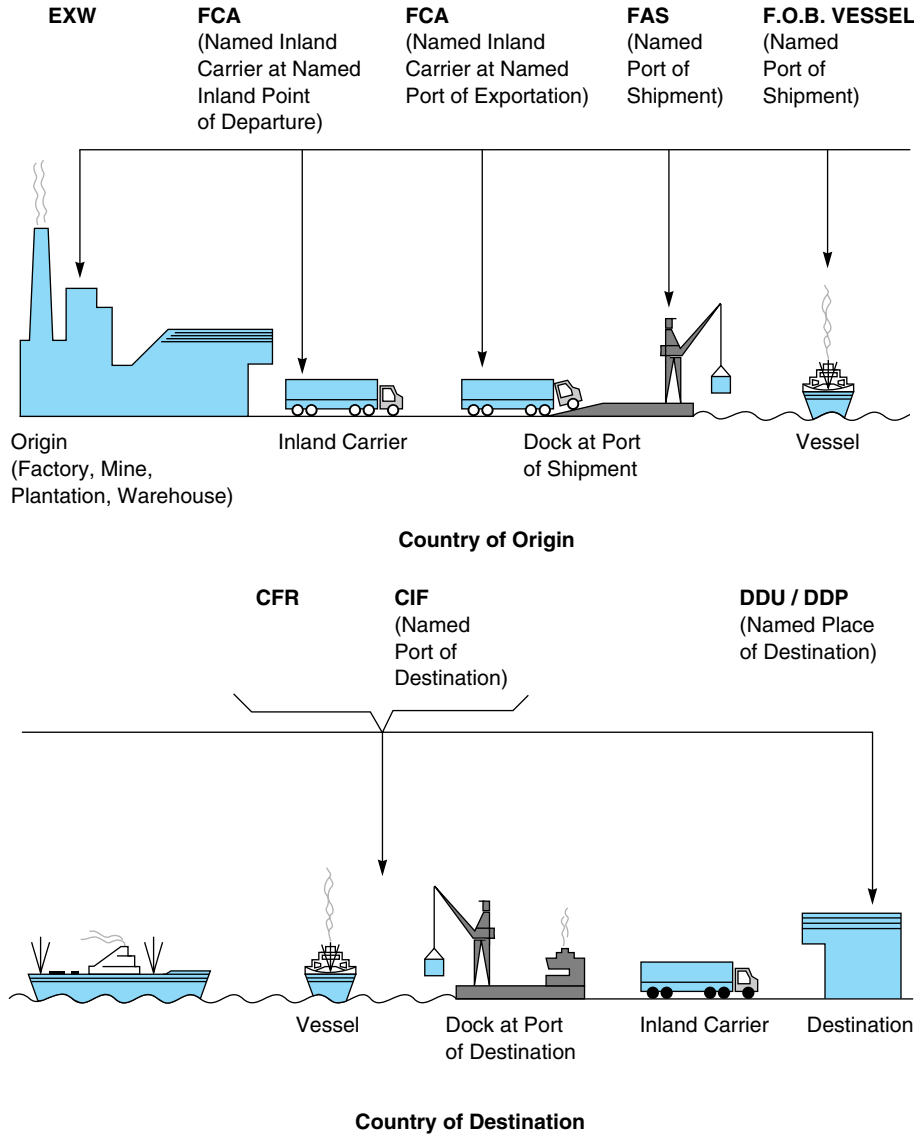 EXW
FCA
(Named Inland
Carrier at Named
Inland Point
of Departure)
FCA
(Named Inland
Carrier at Named
Port of Exportation)
FAS
(Named
Port of
Shipment)
F.O.B. VESSEL
(Named
Port of
Shipment)
Origin
(Factory, Mine,
Plantation, Warehouse)
Inland Carrier
Dock at Port
of Shipment
Vessel
Country of Origin
CFR
CIF
(Named
Port of
Destination)
DDU / DDP
(Named Place
of Destination)
Vessel
Dock at Port
of Destination
Inland Carrier
Destination
Country of Destination